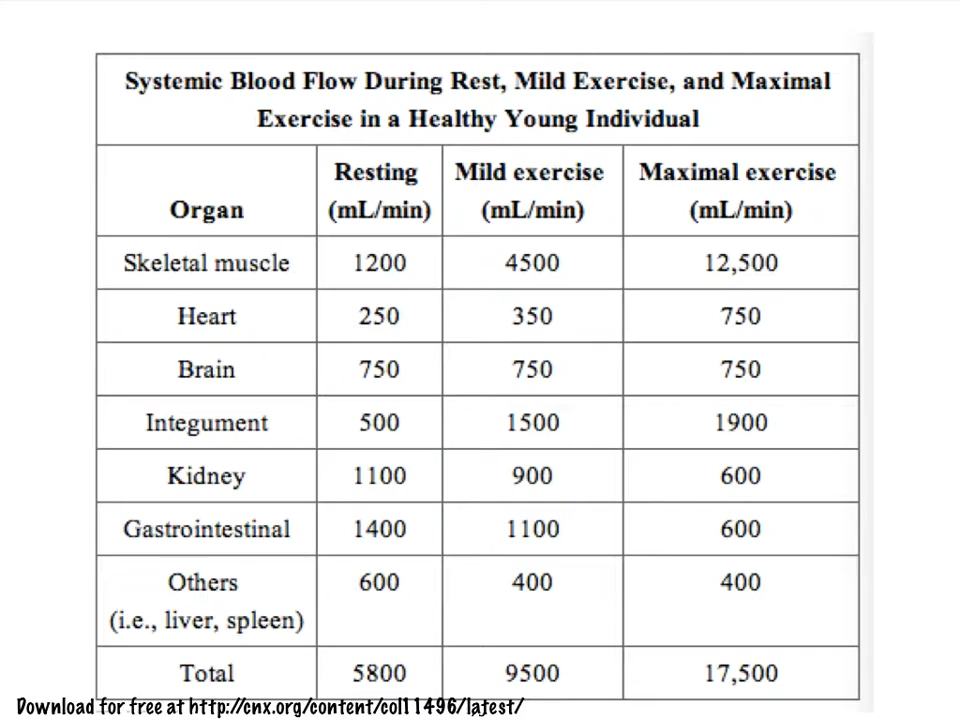 Systemic Blood Flow During Rest, Mild Exercise, and Maximal
Exercise in a Healthy Young Individual
Organ Resting (mL/min) Mild exercise (mL/min) Maximal exercise (mL/min)
Skeletal muscle 1200 4500 12,500
Heart 250 350 750
Brain 750 750 750
Integument 500 1500 1900
Kidney 1100 900 600
Gastrointestinal 1400 1100 600
Others 600 400 400
(i.e., liver, spleen)
Total 5800 9500 17,500
Download for free at http://cnx.org/content/col11496/latest/